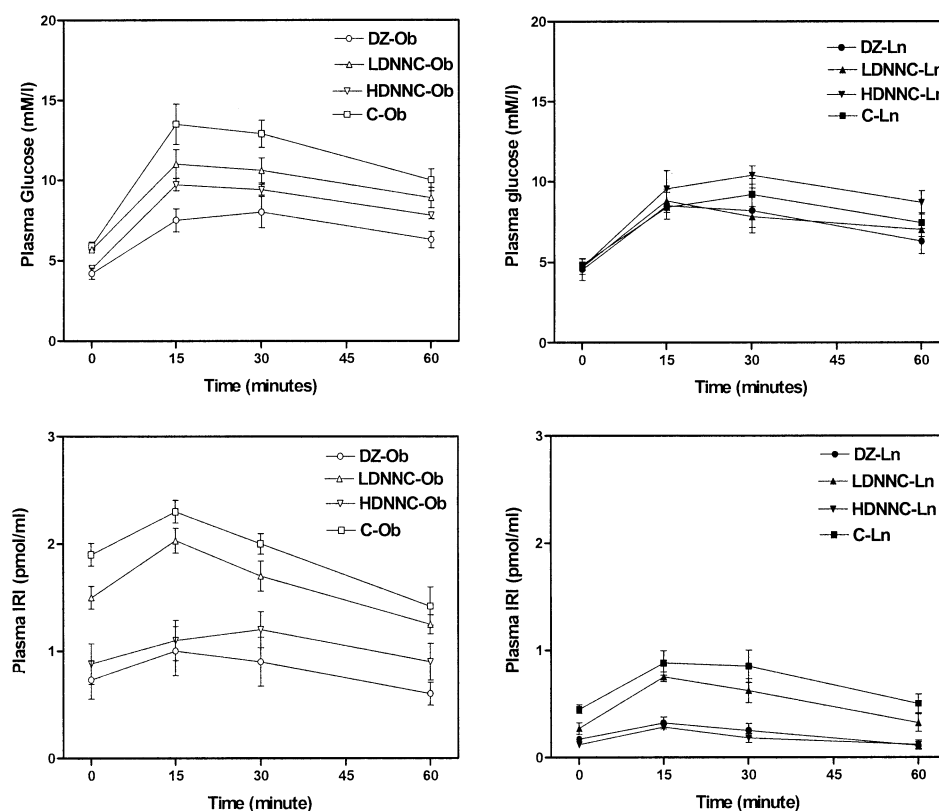 DZ-Ob
LDNNC-Ob
HDNNC-Ob
C-Ob
Plasma Glucose (mM/l)
20
15
10
5
0
0 15 30 45 60
Time (minutes)
DZ-Ln
LDNNC-Ln
HDNNC-Ln
C-Ln
Plasma glucose (mM/l)
20
15
10
5
0
0 15 30 45 60
Time (minutes)
DZ-Ob
LDNNC-Ob
HDNNC-Ob
C-Ob
Plasma IRI (pmol/ml)
3
2
1
0
0 15 30 45 60
Time (minute)
DZ-Ln
LDNNC-Ln
HDNNC-Ln
C-Ln
Plasma IRI (pmol/ml)
3
2
1
0
0 15 30 45 60
Time (minute)